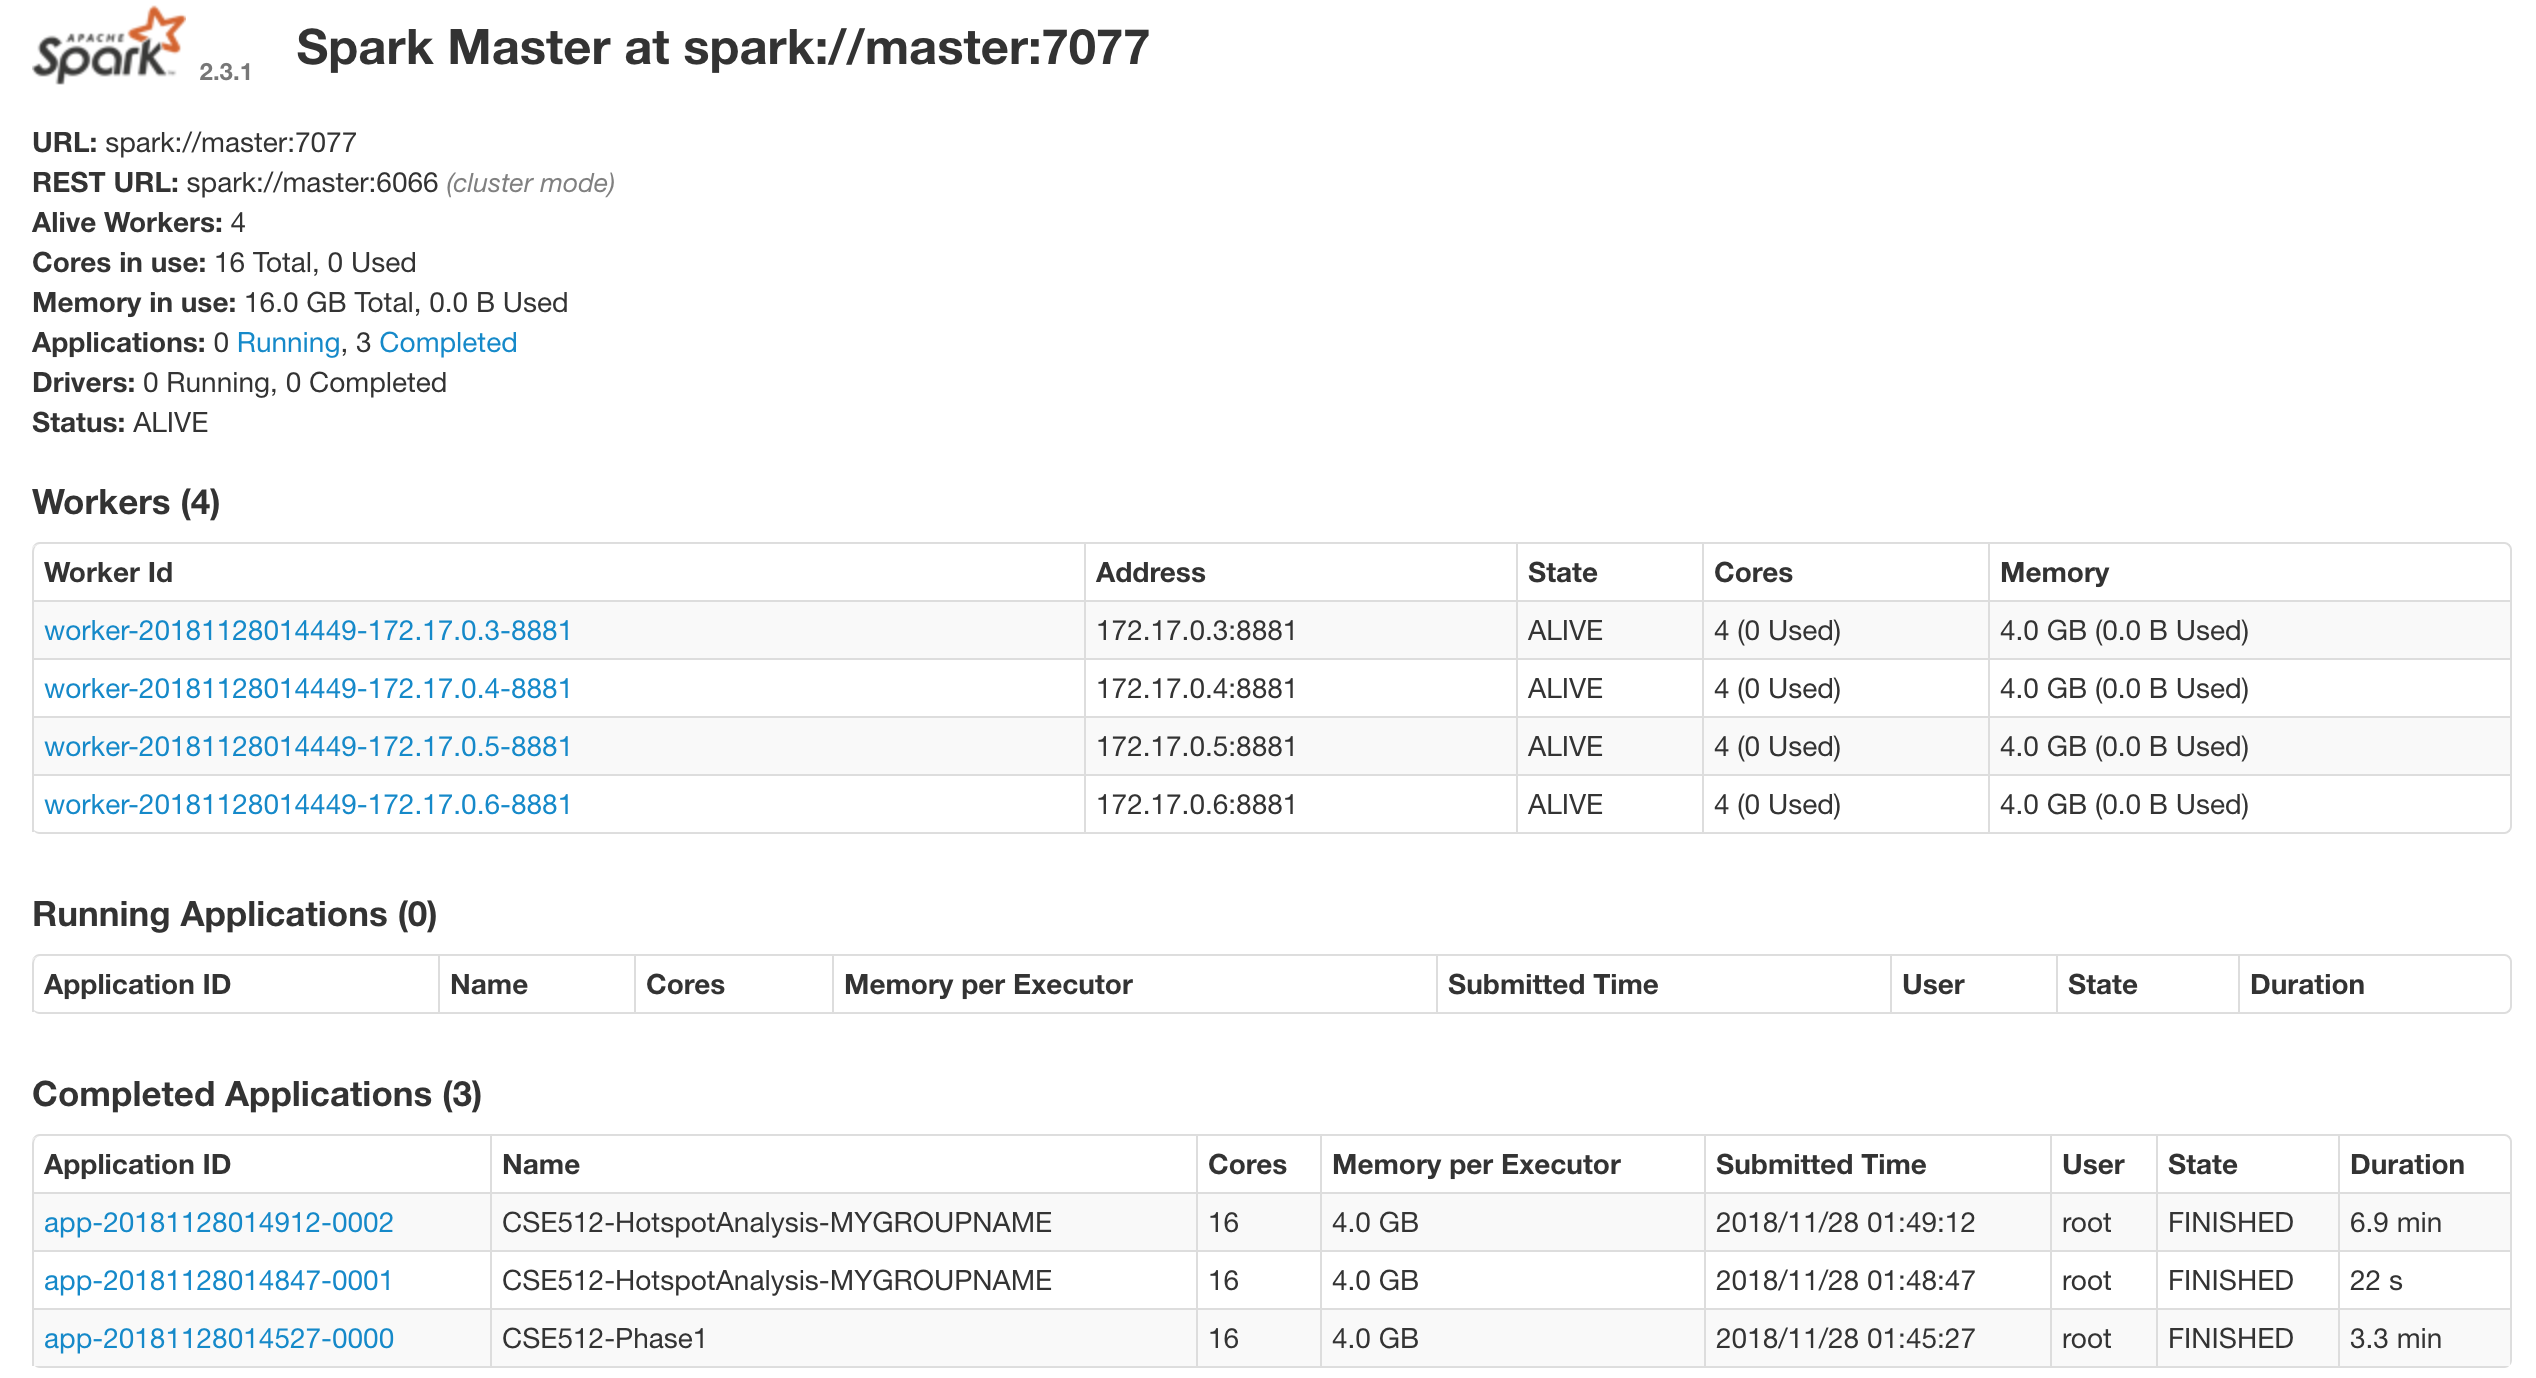 APACHE
Spark™ 2.3.1 Spark Master at spark://master:7077
URL: spark://master:7077
REST URL: spark://master:6066 (cluster mode)
Alive Workers: 4
Cores in use: 16 Total, 0 Used
Memory in use: 16.0 GB Total, 0.0 B Used
Applications: 0 Running, 3 Completed
Drivers: 0 Running, 0 Completed
Status: ALIVE
Workers (4)
Worker Id Address State Cores Memory
worker-20181128014449-172.17.0.3-8881 172.17.0.3:8881 ALIVE 4 (0 Used) 4.0 GB (0.0 B Used)
worker-20181128014449-172.17.0.4-8881 172.17.0.4:8881 ALIVE 4 (0 Used) 4.0 GB (0.0 B Used)
worker-20181128014449-172.17.0.5-8881 172.17.0.5:8881 ALIVE 4 (0 Used) 4.0 GB (0.0 B Used)
worker-20181128014449-172.17.0.6-8881 172.17.0.6:8881 ALIVE 4 (0 Used) 4.0 GB (0.0 B Used)
Running Applications (0)
Application ID Name Cores Memory per Executor Submitted Time User State Duration
Completed Applications (3)
Application ID Name Cores Memory per Executor Submitted Time User State Duration
app-20181128014912-0002 CSE512-HotspotAnalysis-MYGROUPNAME 16 4.0 GB 2018/11/28 01:49:12 root FINISHED 6.9 min
app-20181128014847-0001 CSE512-HotspotAnalysis-MYGROUPNAME 16 4.0 GB 2018/11/28 01:48:47 root FINISHED 22 s
app-20181128014527-0000 CSE512-Phase1 16 4.0 GB 2018/11/28 01:45:27 root FINISHED 3.3 min